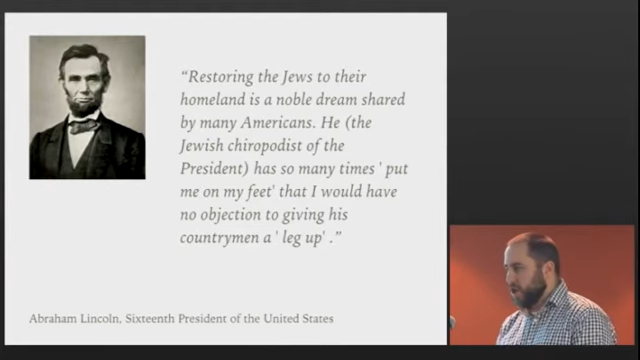 “Restoring the Jews to their
homeland is a noble dream shared
by many Americans. He (the
Jewish chiropodist of the
President) has so many times ' put
me on my feet' that I would have
no objection to giving his
countrymen a ' leg up' .”
Abraham Lincoln, Sixteenth President of the United States